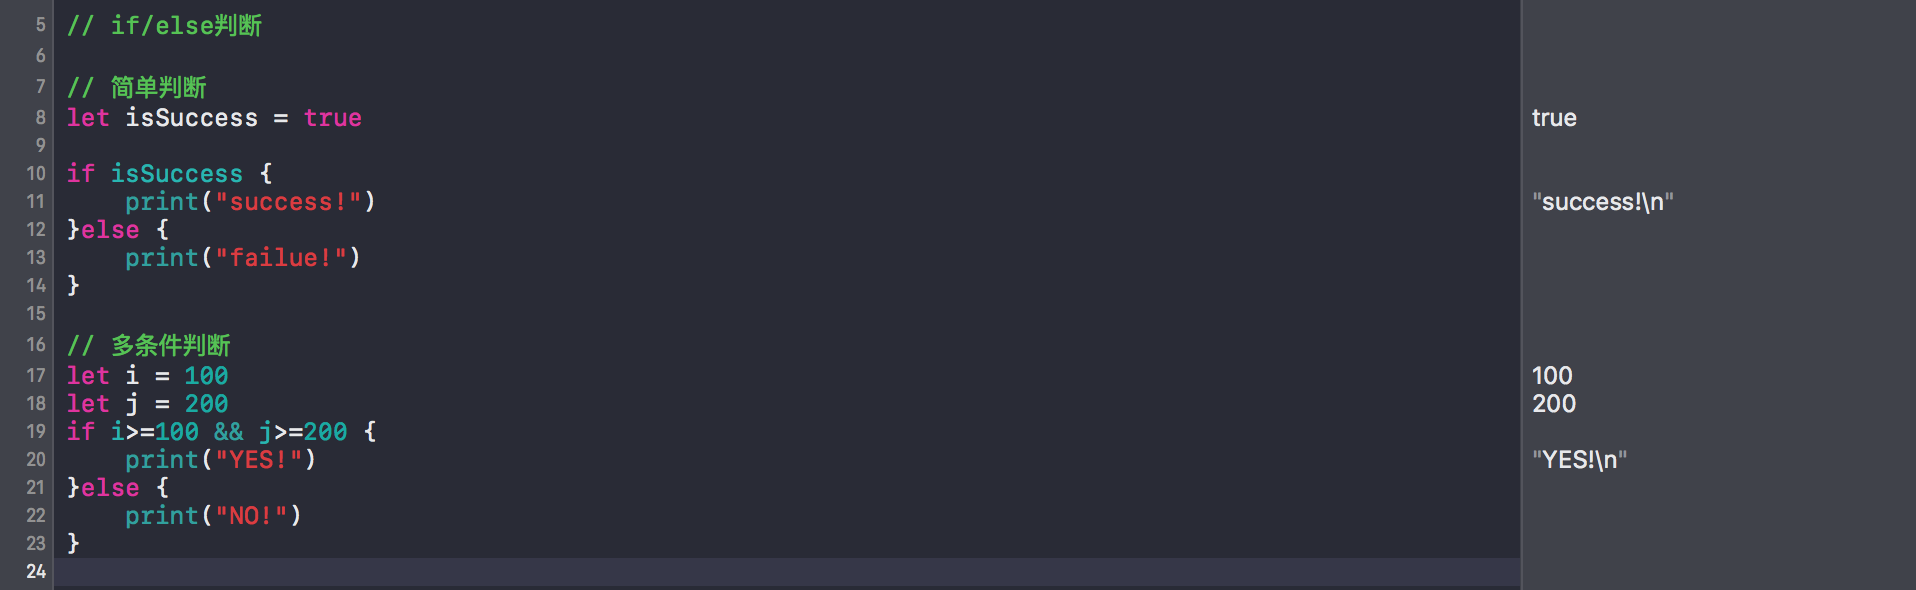 5 // if/else判断
6
7 // 简单判断
8 let isSuccess = true true
9
10 if isSuccess {
11     print("success!") "success!\n"
12 }else {
13     print("failue!")
14 }
15
16 // 多条件判断
17 let i = 100 100
18 let j = 200 200
19 if i>=100 && j>=200 {
20     print("YES!") "YES!\n"
21 }else {
22     print("NO!")
23 }
24